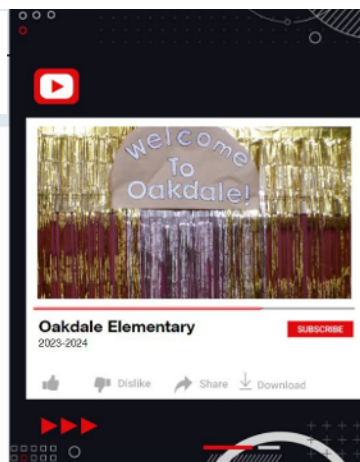 Welcome
To
Oakdale!
Oakdale Elementary
SUBSCRIBE
2023-2024
Dislike
Share
Download